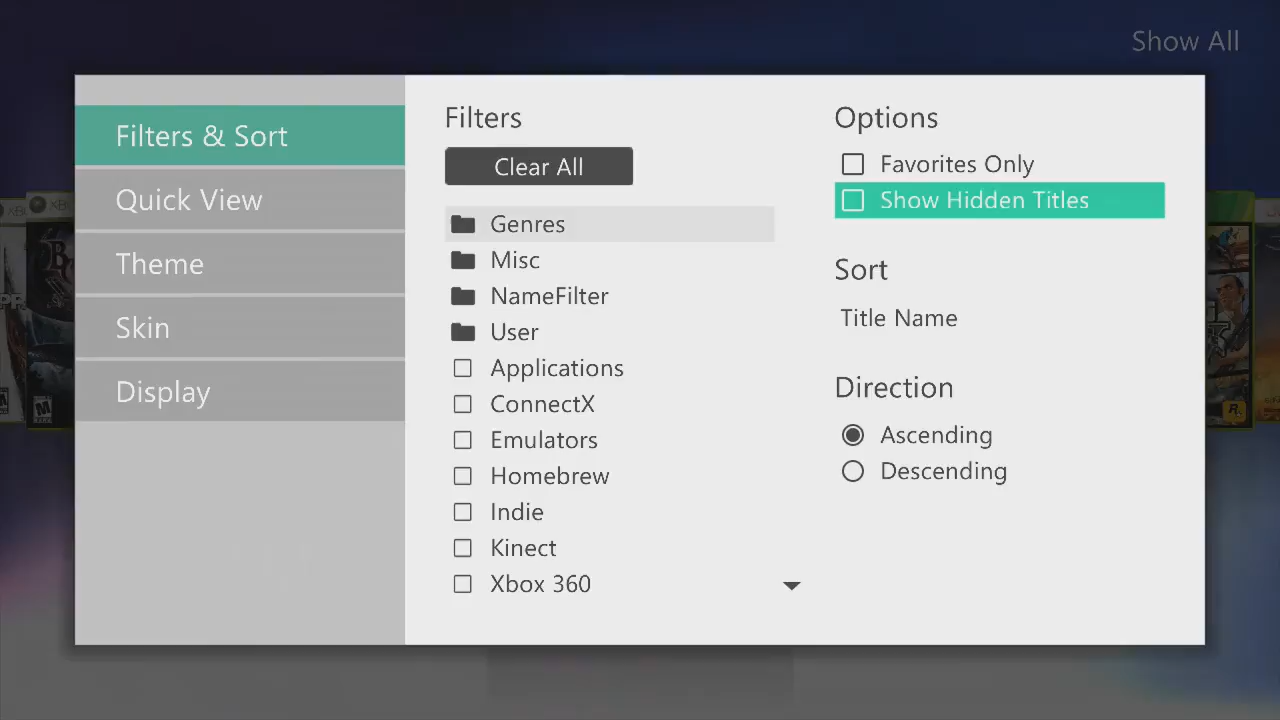 Show All
Filters & Sort
Quick View
Theme
Skin
Display
Filters
Clear All
Genres
Misc
NameFilter
User
Applications
ConnectX
Emulators
Homebrew
Indie
Kinect
Xbox 360
Options
Favorites Only
Show Hidden Titles
Sort
Title Name
Direction
Ascending
Descending